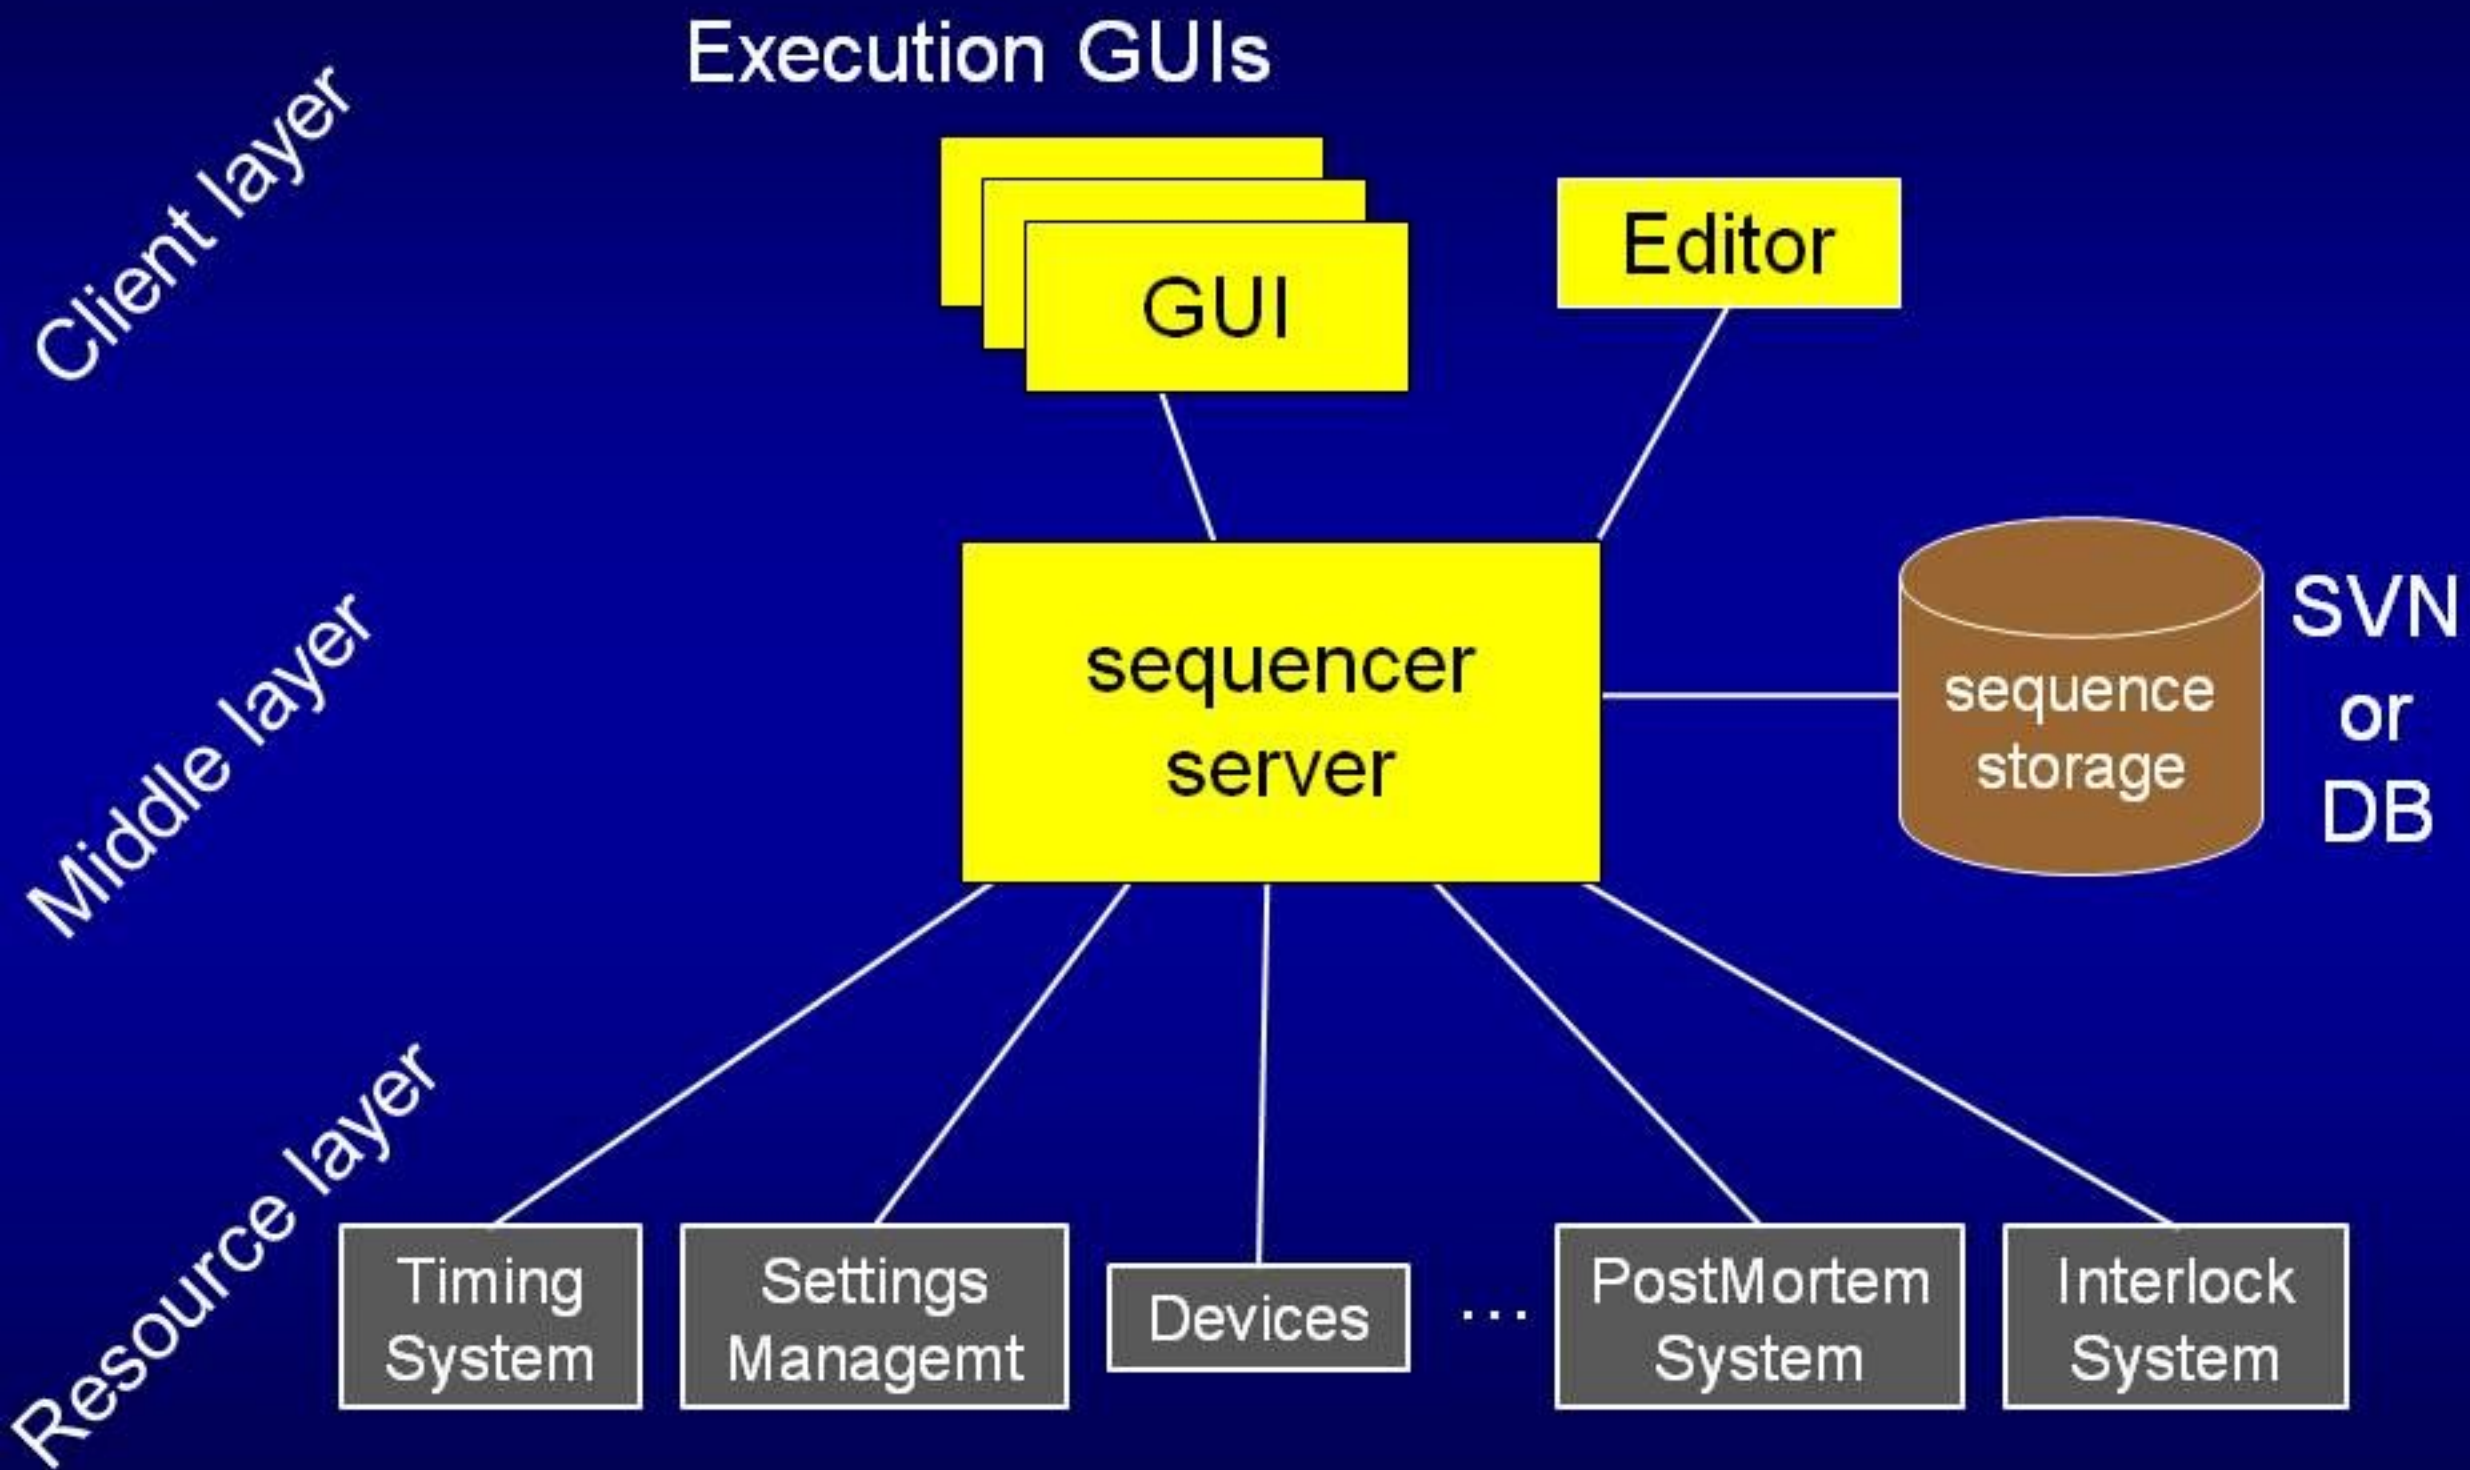 Execution GUIs
Client layer
GUI
Editor
Middle layer
sequencer
server
sequence
storage
SVN
or
DB
Resource layer
Timing
System
Settings
Managemt
Devices
...
PostMortem
System
Interlock
System